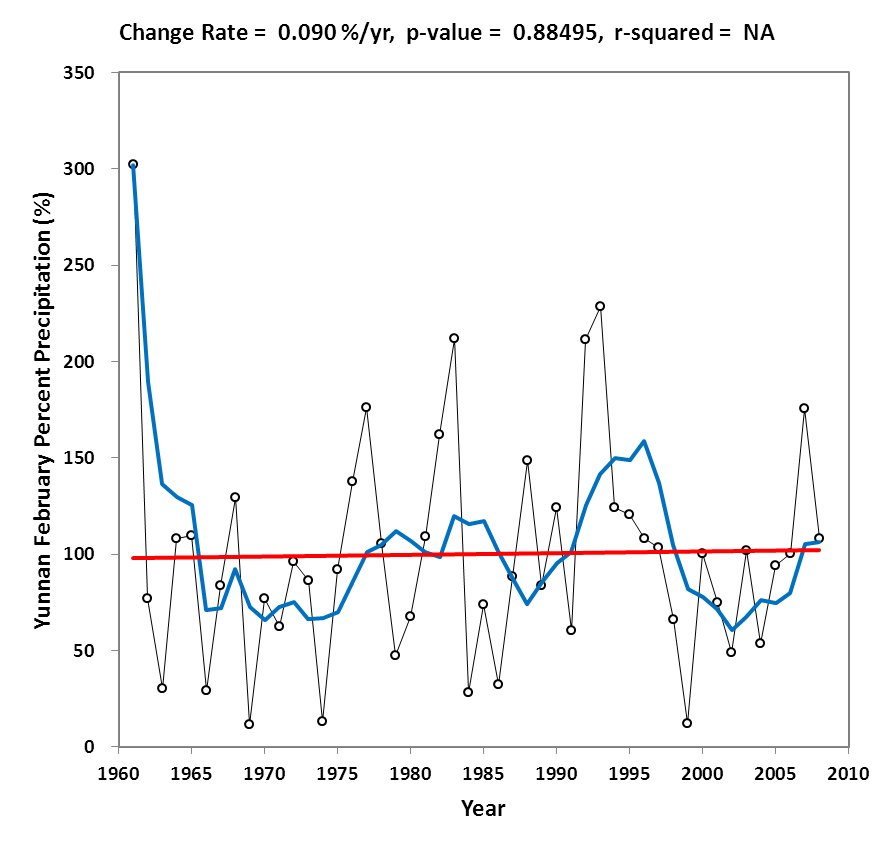 Change Rate = 0.090 %/yr, p-value = 0.88495, r-squared = NA
Yunnan February Percent Precipitation (%)
350
300
250
200
150
100
50
0
1960 1965 1970 1975 1980 1985 1990 1995 2000 2005 2010
Year